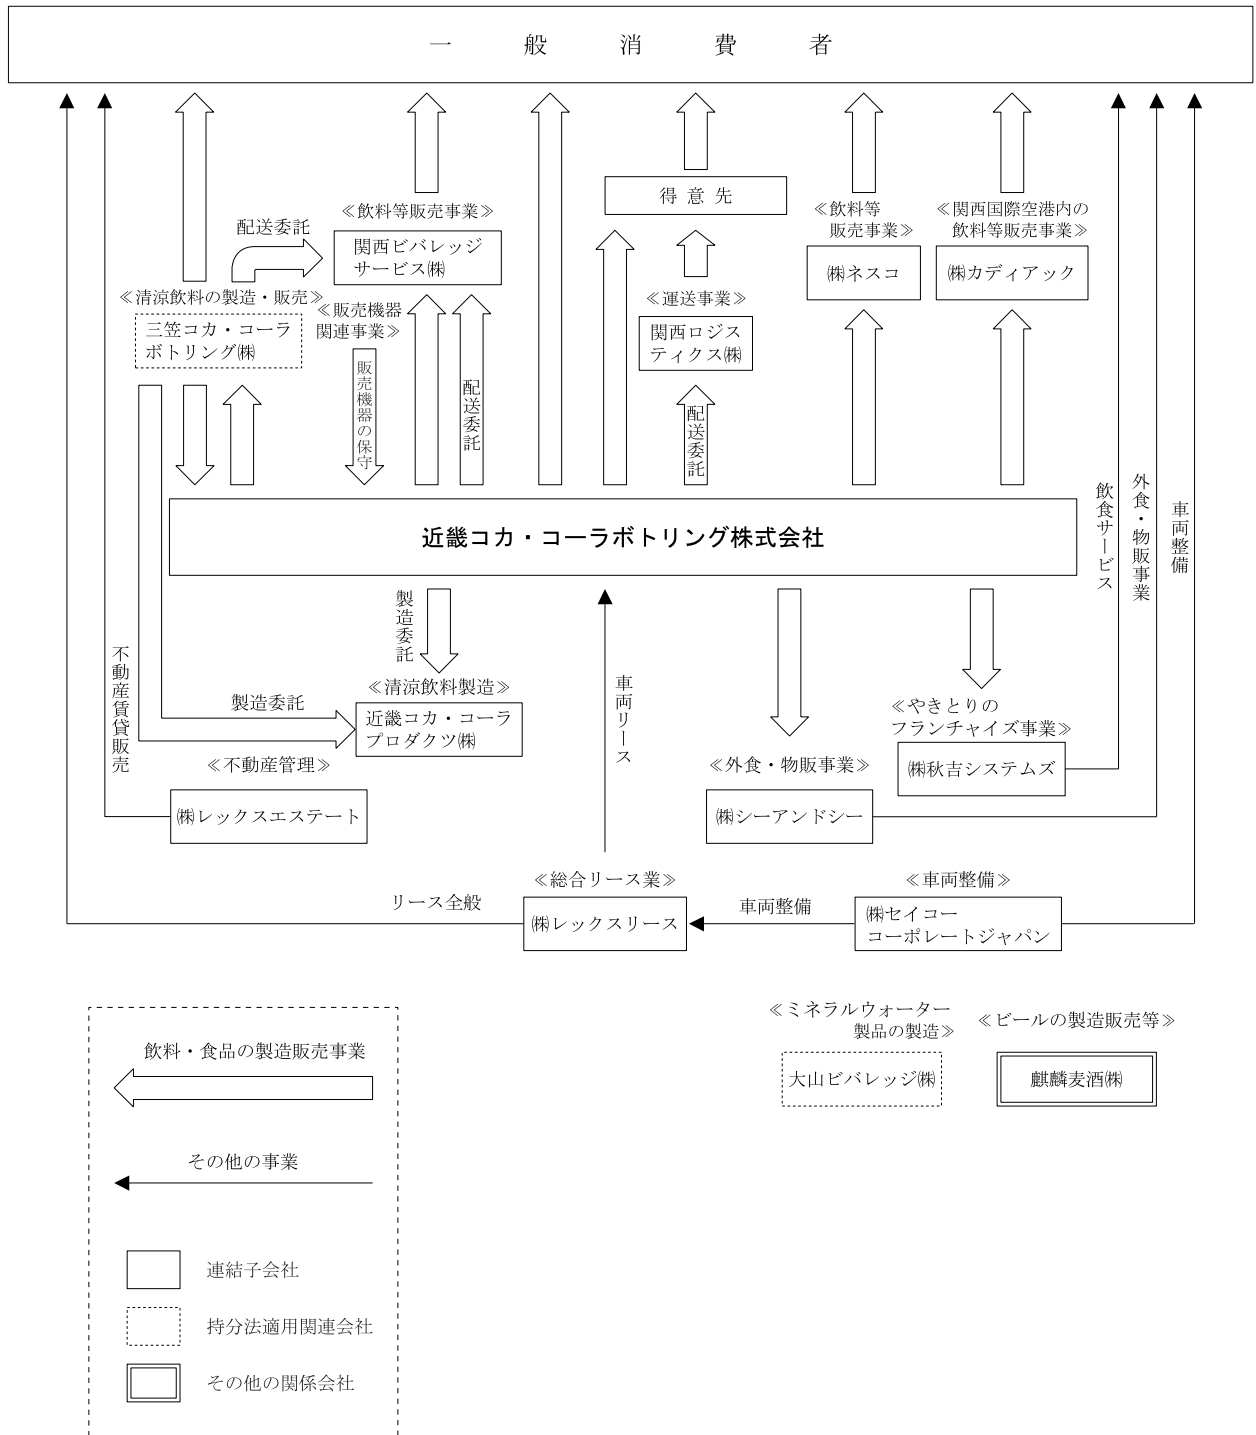 一般消費者
得意先
≪飲料等販売事業≫
配送委託
関西ビバレッジ
サービス㈱
≪飲料等
販売事業≫
㈱ネスコ
≪関西国際空港内の
飲料等販売事業≫
㈱カディアック
≪清涼飲料の製造・販売≫
三笠コカ・コーラ
ボトリング㈱
≪販売機器
関連事業≫
販売機器の保守
配送委託
≪運送事業≫
関西ロジス
ティクス㈱
配送委託
飲食サービス
外食・物販事業
車両整備
近畿コカ・コーラボトリング株式会社
製造委託
≪清涼飲料製造≫
近畿コカ・コーラ
プロダクツ㈱
製造委託
不動産賃貸販売
≪不動産管理≫
㈱レックスエステート
車両リース
≪やきとりの
フランチャイズ事業≫
㈱秋吉システムズ
≪外食・物販事業≫
㈱シーアンドシー
リース全般
≪総合リース業≫
㈱レックスリース
車両整備
≪車両整備≫
㈱セイコー
コーポレートジャパン
≪ミネラルウォーター
製品の製造≫
大山ビバレッジ㈱
≪ビールの製造販売等≫
麒麟麦酒㈱
飲料・食品の製造販売事業
その他の事業
連結子会社
持分法適用関連会社
その他の関係会社